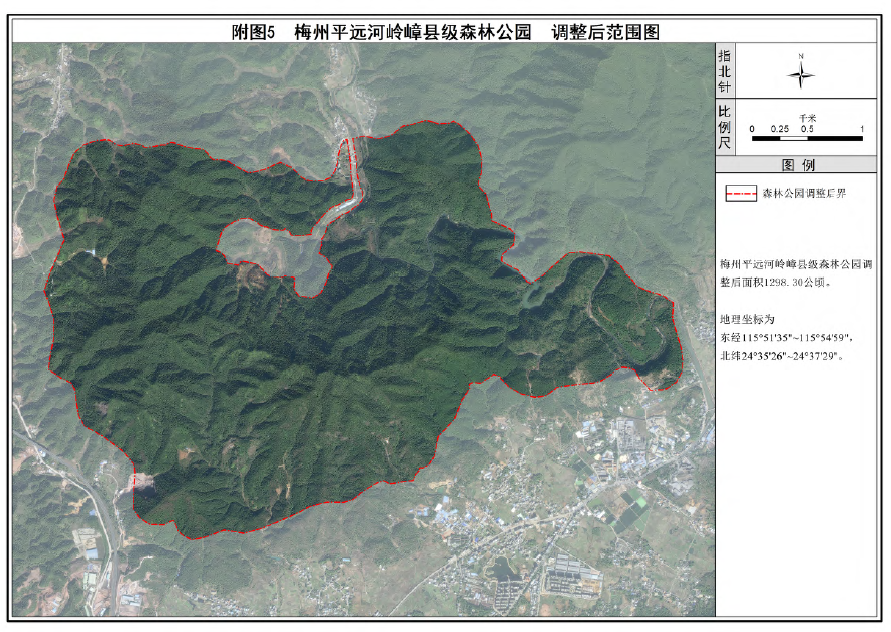 附图5 梅州平远河岭嶂县级森林公园 调整后范围图
指北针
N
比例尺
千米
0 0.25 0.5 1
图 例
森林公园调整后界
梅州平远河岭嶂县级森林公园调
整后面积1298.30公顷。
地理坐标为
东经115°51'35"~115°54'59"，
北纬24°35'26"~24°37'29"。